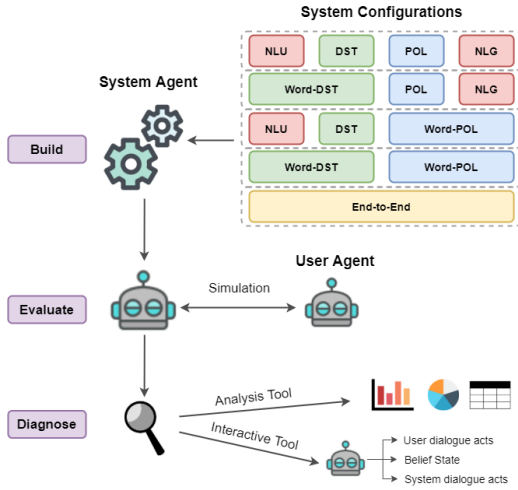 System Configurations
NLU DST POL NLG
System Agent
Word-DST POL NLG
NLU DST Word-POL
Build
Word-DST Word-POL
End-to-End
User Agent
Simulation
Evaluate
Analysis Tool
Diagnose
Interactive Tool
User dialogue acts
Belief State
System dialogue acts